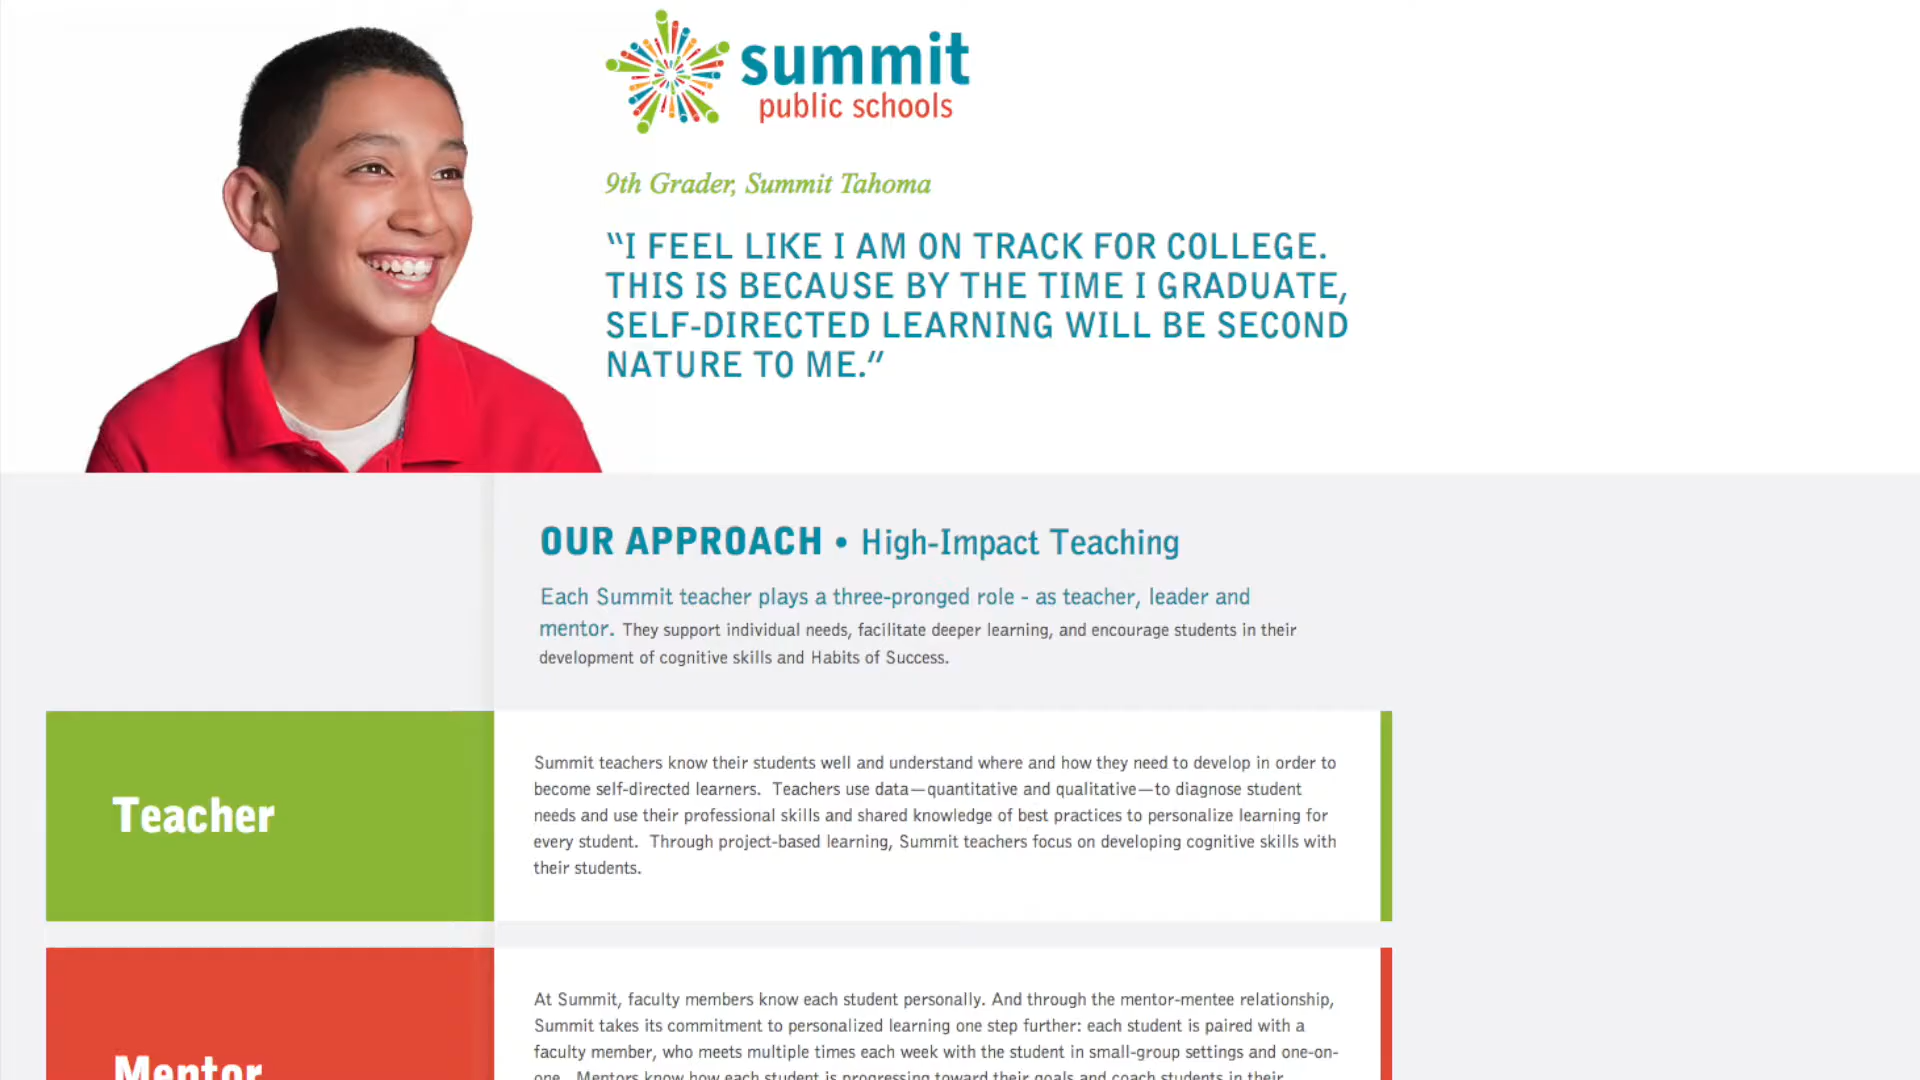 summit
public schools
9th Grader, Summit Tahoma
“I FEEL LIKE I AM ON TRACK FOR COLLEGE.
THIS IS BECAUSE BY THE TIME I GRADUATE,
SELF-DIRECTED LEARNING WILL BE SECOND
NATURE TO ME.”
OUR APPROACH • High-Impact Teaching
Each Summit teacher plays a three-pronged role - as teacher, leader and
mentor. They support individual needs, facilitate deeper learning, and encourage students in their
development of cognitive skills and Habits of Success.
Teacher
Summit teachers know their students well and understand where and how they need to develop in order to
become self-directed learners.  Teachers use data—quantitative and qualitative—to diagnose student
needs and use their professional skills and shared knowledge of best practices to personalize learning for
every student.  Through project-based learning, Summit teachers focus on developing cognitive skills with
their students.
Mentor
At Summit, faculty members know each student personally. And through the mentor-mentee relationship,
Summit takes its commitment to personalized learning one step further: each student is paired with a
faculty member, who meets multiple times each week with the student in small-group settings and one-on-
one.  Mentors know how each student is progressing toward their goals and coach students in their